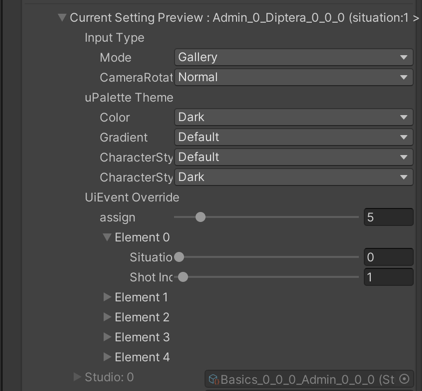 Current Setting Preview : Admin_0_Diptera_0_0_0 (situation:1 >
Input Type
Mode Gallery
CameraRotat Normal
uPalette Theme
Color Dark
Gradient Default
CharacterSty Default
CharacterSty Dark
UiEvent Override
assign 5
Element 0
Situatio 0
Shot Inc 1
Element 1
Element 2
Element 3
Element 4
Studio: 0 Basics_0_0_0_Admin_0_0_0 (St